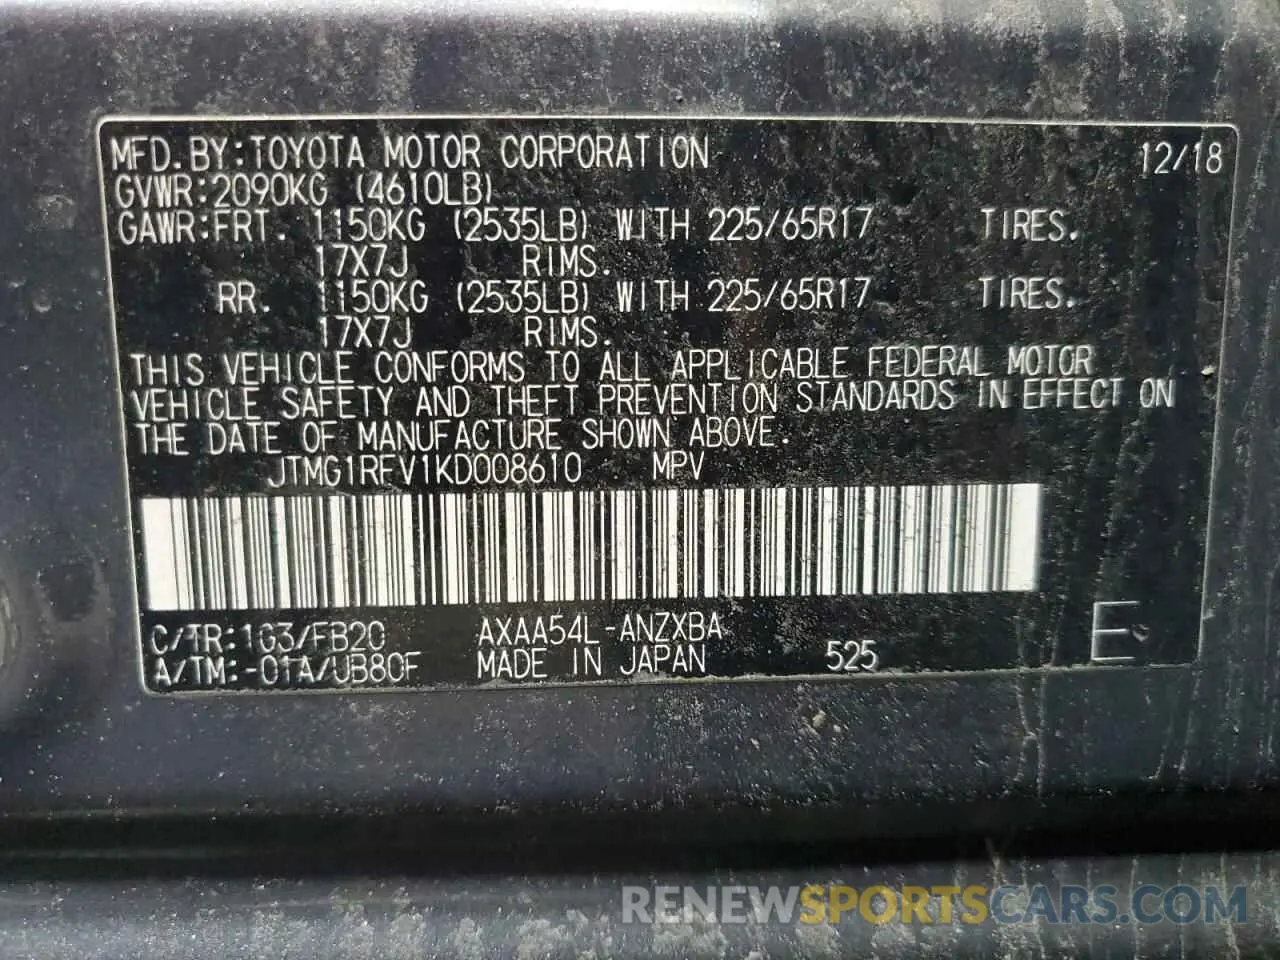 MFD.BY:TOYOTA MOTOR CORPORATION 12/18
GVWR:2090KG (4610LB)
GAWR:FRT. 1150KG (2535LB) WITH 225/65R17 TIRES.
17X7J RIMS.
RR. 1150KG (2535LB) WITH 225/65R17 TIRES.
17X7J RIMS.
THIS VEHICLE CONFORMS TO ALL APPLICABLE FEDERAL MOTOR
VEHICLE SAFETY AND THEFT PREVENTION STANDARDS IN EFFECT ON
THE DATE OF MANUFACTURE SHOWN ABOVE.
JTMG1RFV1KD008610 MPV
C/TR:1G3/FB20 AXAA54L-ANZXBA
A/TM:-01A/UB80F MADE IN JAPAN 525 E
RENEWSPORTSCARS.COM